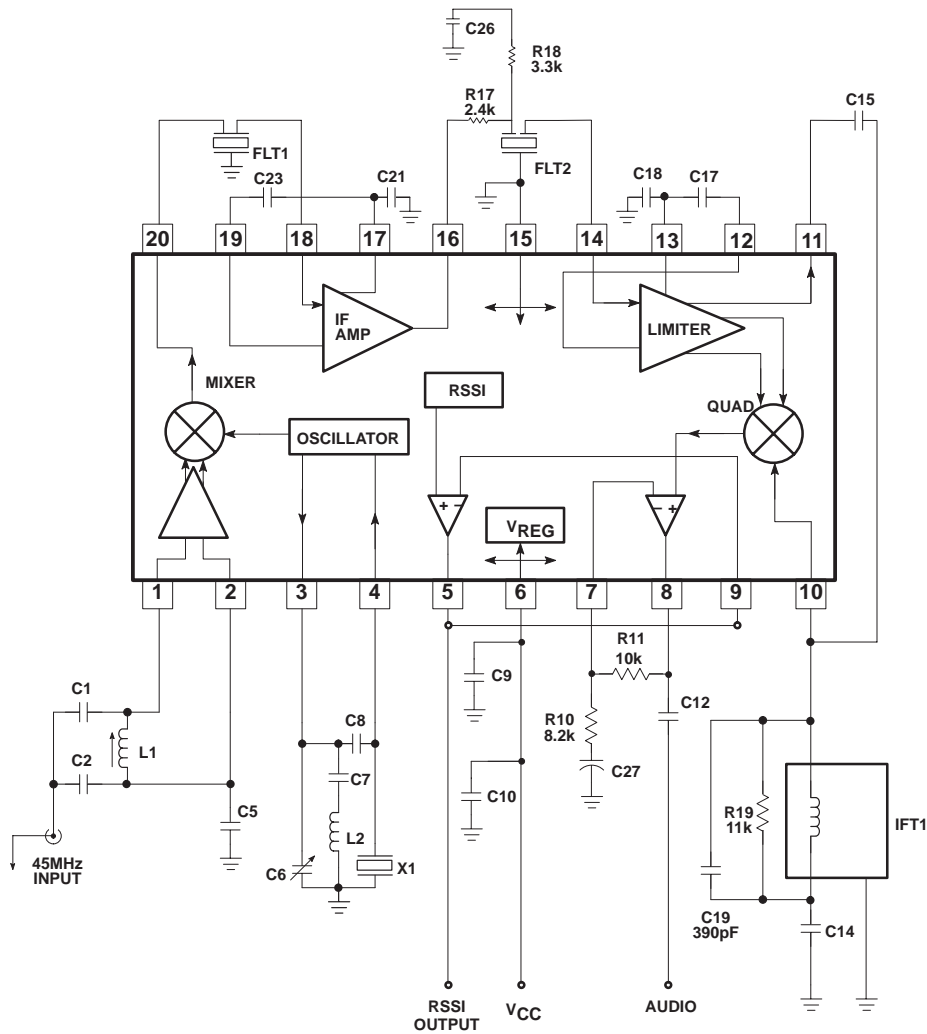 C26
R18
3.3k
R17
2.4k
C15
FLT1
FLT2
C23
C21
C18
C17
20
19
18
17
16
15
14
13
12
11
IF
AMP
LIMITER
MIXER
RSSI
QUAD
OSCILLATOR
+ −
VREG
− +
1
2
3
4
5
6
7
8
9
10
R11
10k
C9
C1
C12
C8
R10
8.2k
L1
C2
C7
C27
C10
C5
R19
11k
IFT1
L2
C6
X1
45MHz
INPUT
C19
390pF
C14
RSSI
OUTPUT
VCC
AUDIO